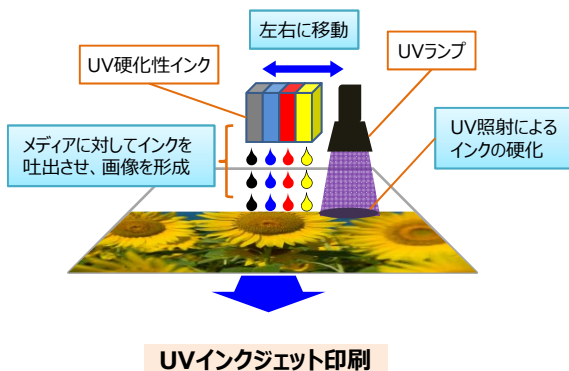 左右に移動
UV硬化性インク
UVランプ
メディアに対してインクを
吐出させ、画像を形成
UV照射による
インクの硬化
UVインクジェット印刷